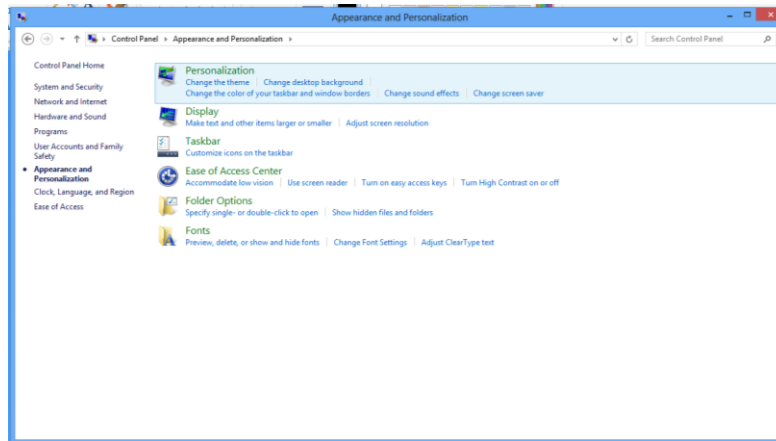 Appearance and Personalization
Control Panel Appearance and Personalization
Search Control Panel
Control Panel Home
System and Security
Network and Internet
Hardware and Sound
Programs
User Accounts and Family
Safety
Appearance and
Personalization
Clock, Language, and Region
Ease of Access
Personalization
Change the theme Change desktop background
Change the color of your taskbar and window borders Change sound effects Change screen saver
Display
Make text and other items larger or smaller Adjust screen resolution
Taskbar
Customize icons on the taskbar
Ease of Access Center
Accommodate low vision Use screen reader Turn on easy access keys Turn High Contrast on or off
Folder Options
Specify single- or double-click to open Show hidden files and folders
Fonts
Preview, delete, or show and hide fonts Change Font Settings Adjust ClearType text